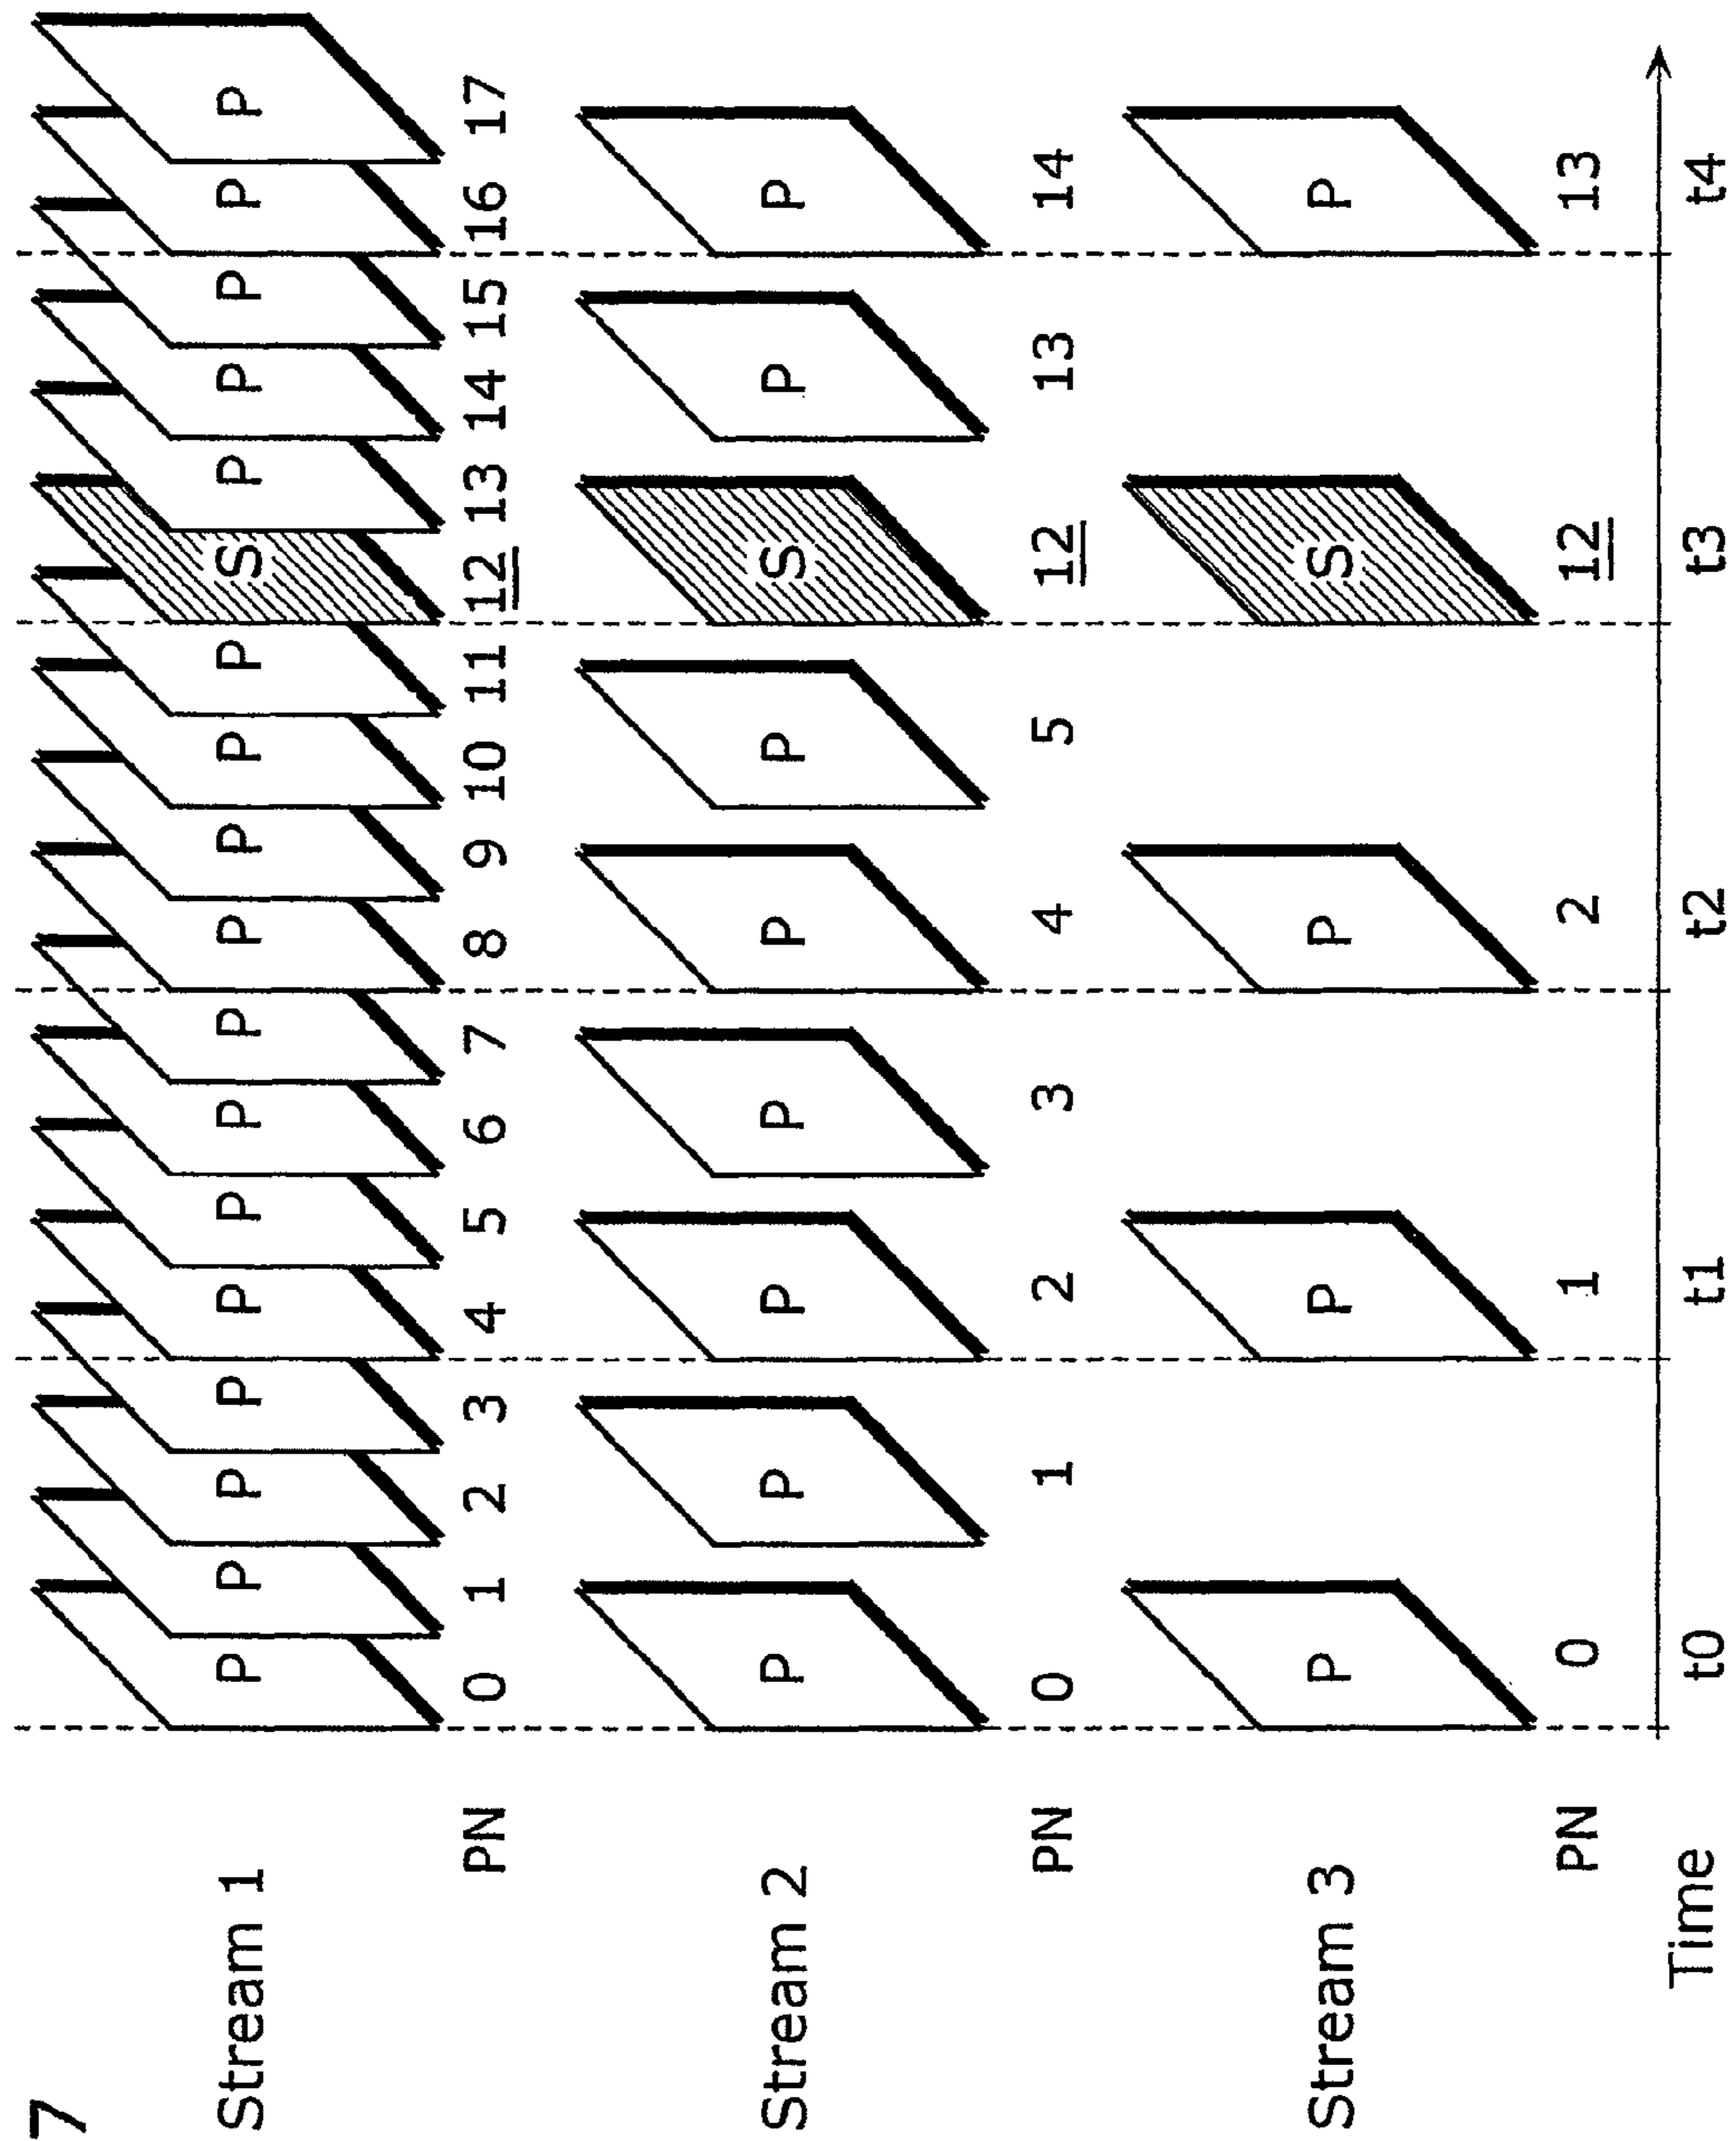 7
Stream 1
P P P P P P P P P P P P S P P P P P
PN 0 1 2 3 4 5 6 7 8 9 10 11 12 13 14 15 16 17
Stream 2
P P P P P P S P P
PN 0 1 2 3 4 5 12 13 14
Stream 3
P P P S P
PN 0 1 2 12 13
Time t0 t1 t2 t3 t4